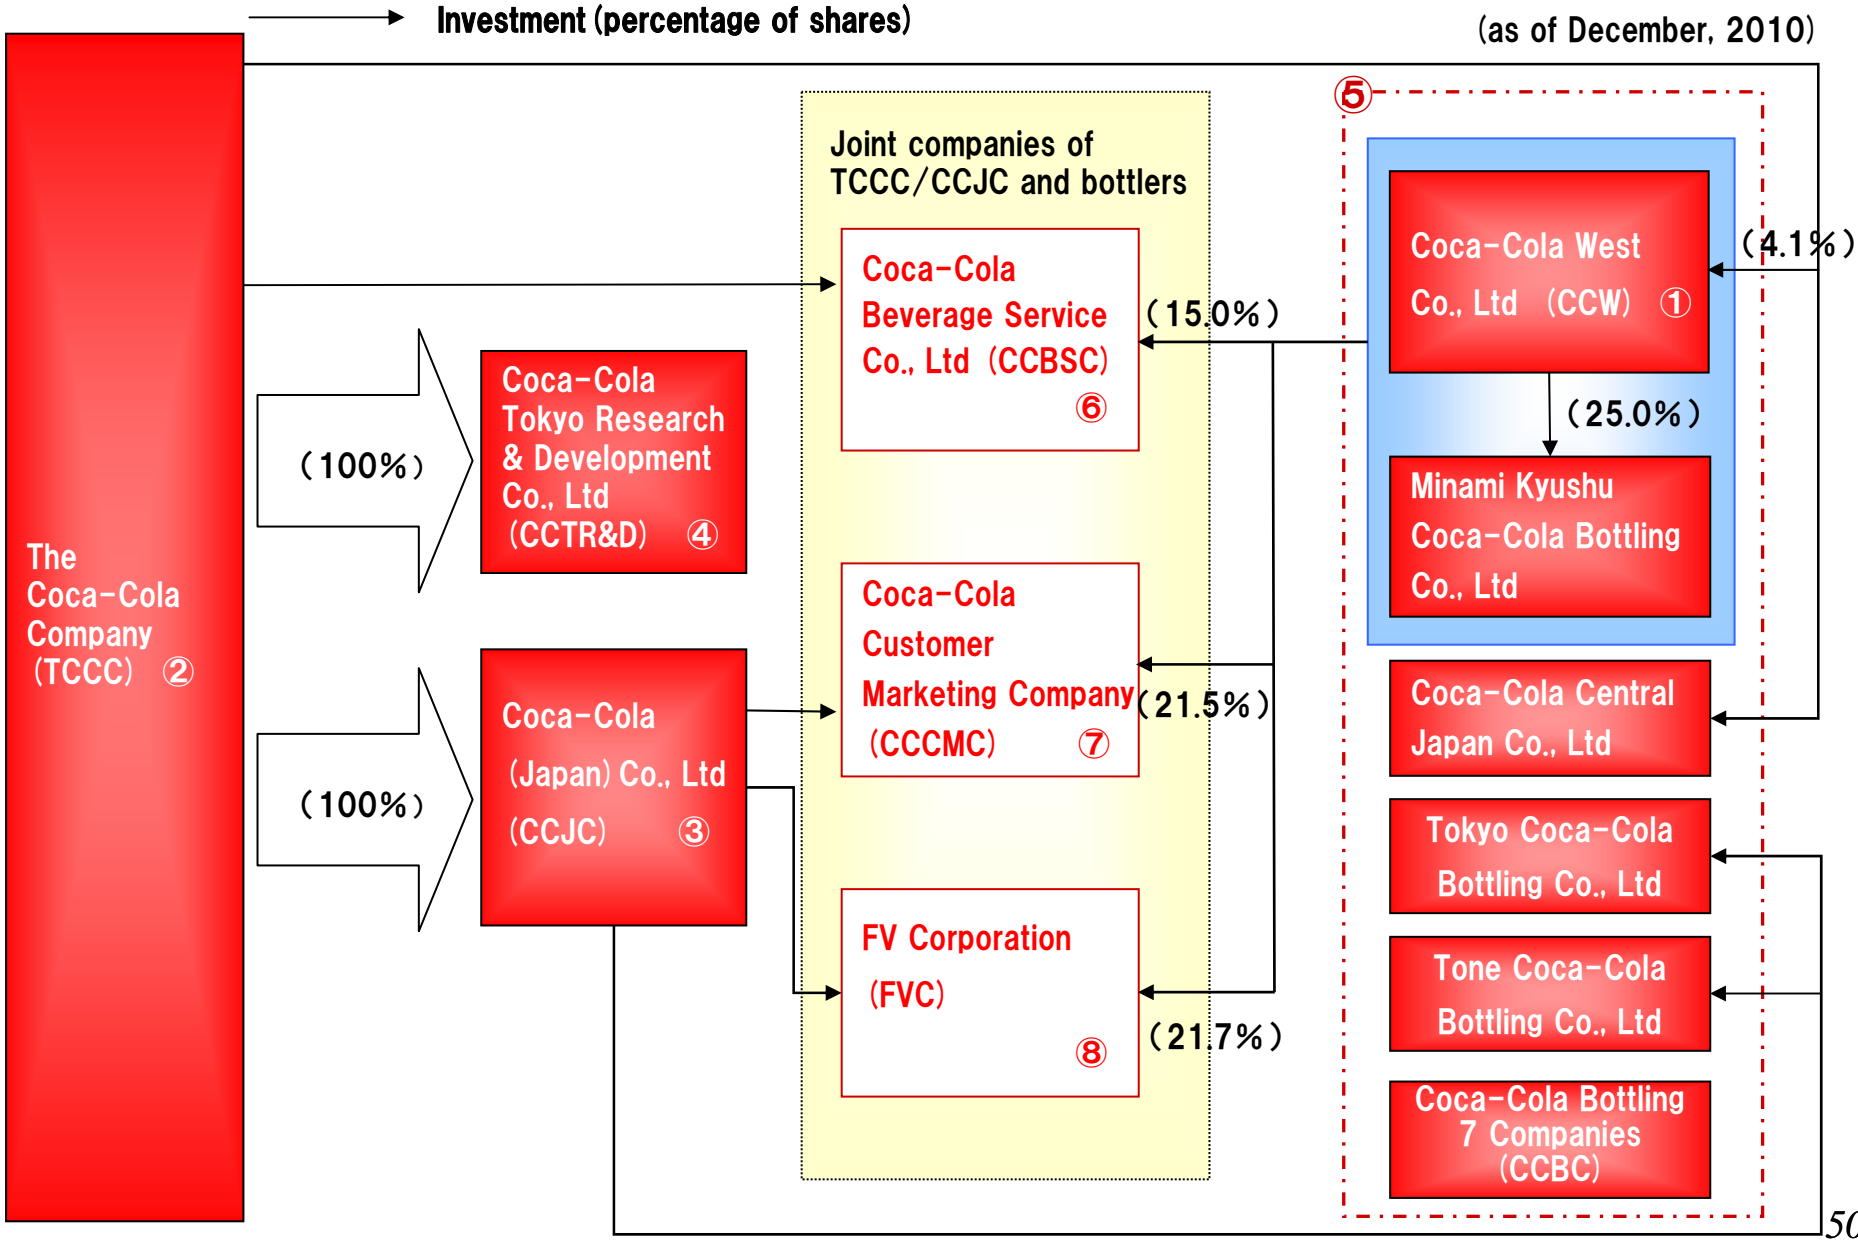 Investment (percentage of shares)
(as of December, 2010)
The
Coca-Cola
Company
(TCCC) ②
(100%)
(100%)
Coca-Cola
Tokyo Research
& Development
Co., Ltd
(CCTR&D) ④
Coca-Cola
(Japan) Co., Ltd
(CCJC) ③
Joint companies of
TCCC/CCJC and bottlers
Coca-Cola
Beverage Service
Co., Ltd (CCBSC)
⑥
(15.0%)
Coca-Cola
Customer
Marketing Company
(CCCMC) ⑦
(21.5%)
FV Corporation
(FVC)
⑧
(21.7%)
⑤
Coca-Cola West
Co., Ltd (CCW) ①
(4.1%)
(25.0%)
Minami Kyushu
Coca-Cola Bottling
Co., Ltd
Coca-Cola Central
Japan Co., Ltd
Tokyo Coca-Cola
Bottling Co., Ltd
Tone Coca-Cola
Bottling Co., Ltd
Coca-Cola Bottling
7 Companies
(CCBC)
50